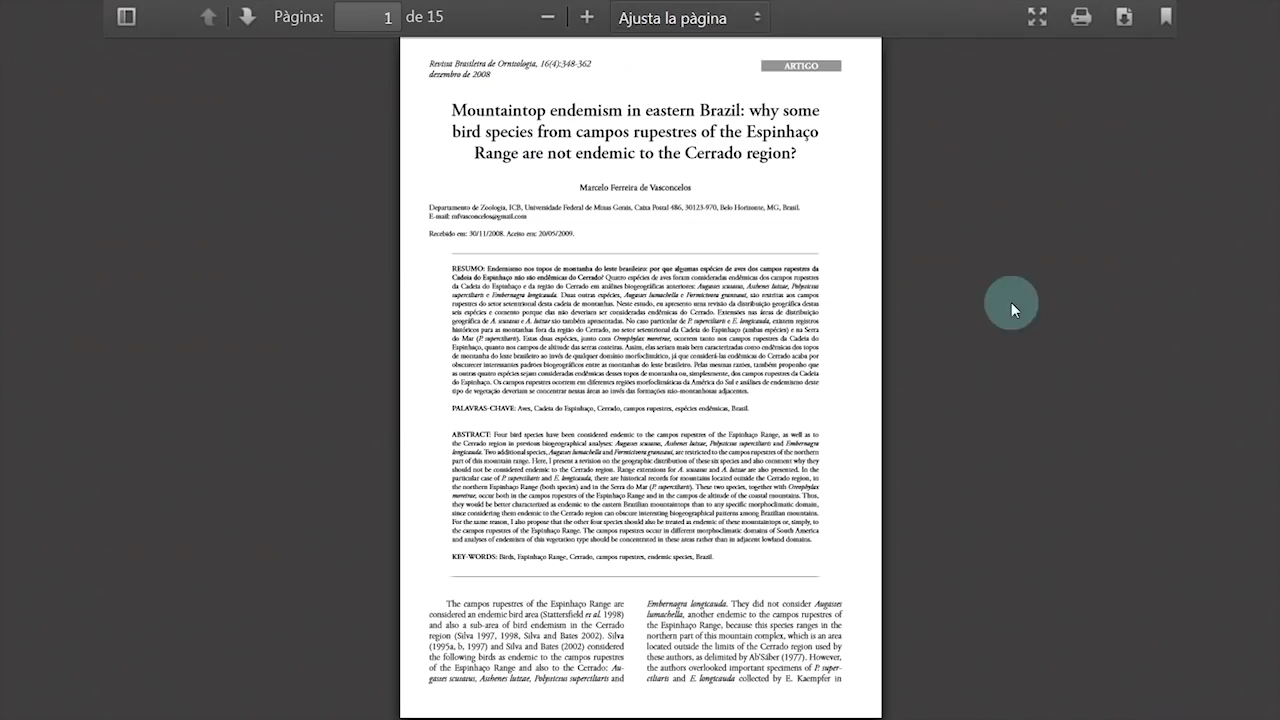 Pàgina: 1 de 15 Ajusta la pàgina
Revista Brasileira de Ornitologia, 16(4):348-362
dezembro de 2008
ARTIGO
Mountaintop endemism in eastern Brazil: why some
bird species from campos rupestres of the Espinhaço
Range are not endemic to the Cerrado region?
Marcelo Ferreira de Vasconcelos
Departamento de Zoologia, ICB, Universidade Federal de Minas Gerais, Caixa Postal 486, 30123-970, Belo Horizonte, MG, Brasil.
E-mail: mfvasconcelos@gmail.com
Recebido em: 30/11/2008. Aceito em: 20/05/2009.
RESUMO: Endemismo nos topos de montanha do leste brasileiro: por que algumas espécies de aves dos campos rupestres da
Cadeia do Espinhaço não são endêmicas do Cerrado? Quatro espécies de aves foram consideradas endêmicas dos campos rupestres
da Cadeia do Espinhaço e da região do Cerrado em análises biogeográficas anteriores: Augastes scutatus, Asthenes luizae, Polystictus
superciliaris e Embernagra longicauda. Duas outras espécies, Augastes lumachella e Formicivora grantsaui, são restritas aos campos
rupestres do setor setentrional desta cadeia de montanhas. Neste estudo, eu apresento uma revisão da distribuição geográfica destas
seis espécies e comento porque elas não deveriam ser consideradas endêmicas do Cerrado. Extensões nas áreas de distribuição
geográfica de A. scutatus e A. luizae são também apresentadas. No caso particular de P. superciliaris e E. longicauda, existem registros
históricos para as montanhas fora da região do Cerrado, no setor setentrional da Cadeia do Espinhaço (ambas espécies) e na Serra
do Mar (P. superciliaris). Estas duas espécies, junto com Oreophylax moreirae, ocorrem tanto nos campos rupestres da Cadeia do
Espinhaço, quanto nos campos de altitude das serras costeiras. Assim, elas seriam mais bem caracterizadas como endêmicas dos topos
de montanha do leste brasileiro ao invés de qualquer domínio morfoclimático, já que considerá-las endêmicas do Cerrado acaba por
obscurecer interessantes padrões biogeográficos entre as montanhas do leste brasileiro. Pelas mesmas razões, também proponho que
as outras quatro espécies sejam consideradas endêmicas desses topos de montanha ou, simplesmente, dos campos rupestres da Cadeia
do Espinhaço. Os campos rupestres ocorrem em diferentes regiões morfoclimáticas da América do Sul e análises de endemismo deste
tipo de vegetação deveriam se concentrar nestas áreas ao invés das formações não-montanhosas adjacentes.
PALAVRAS-CHAVE: Aves, Cadeia do Espinhaço, Cerrado, campos rupestres, espécies endêmicas, Brasil.
ABSTRACT: Four bird species have been considered endemic to the campos rupestres of the Espinhaço Range, as well as to
the Cerrado region in previous biogeographical analyses: Augastes scutatus, Asthenes luizae, Polystictus superciliaris and Embernagra
longicauda. Two additional species, Augastes lumachella and Formicivora grantsaui, are restricted to the campos rupestres of the northern
part of this mountain range. Here, I present a revision on the geographic distribution of these six species and also comment why they
should not be considered endemic to the Cerrado region. Range extensions for A. scutatus and A. luizae are also presented. In the
particular case of P. superciliaris and E. longicauda, there are historical records for mountains located outside the Cerrado region, in
the northern Espinhaço Range (both species) and in the Serra do Mar (P. superciliaris). These two species, together with Oreophylax
moreirae, occur both in the campos rupestres of the Espinhaço Range and in the campos de altitude of the coastal mountains. Thus,
they would be better characterized as endemic to the eastern Brazilian mountaintops than to any specific morphoclimatic domain,
since considering them endemic to the Cerrado region can obscure interesting biogeographical patterns among Brazilian mountains.
For the same reason, I also propose that the other four species should also be treated as endemic of these mountaintops or, simply, to
the campos rupestres of the Espinhaço Range. The campos rupestres occur in different morphoclimatic domains of South America
and analyses of endemism of this vegetation type should be concentrated in these areas rather than in adjacent lowland domains.
KEY-WORDS: Birds, Espinhaço Range, Cerrado, campos rupestres, endemic species, Brazil.
The campos rupestres of the Espinhaço Range are
considered an endemic bird area (Stattersfield et al. 1998)
and also a sub-area of bird endemism in the Cerrado
region (Silva 1997, 1998, Silva and Bates 2002). Silva
(1995a, b, 1997) and Silva and Bates (2002) considered
the following birds as endemic to the campos rupestres
of the Espinhaço Range and also to the Cerrado: Au-
gastes scutatus, Asthenes luizae, Polystictus superciliaris and
Embernagra longicauda. They did not consider Augastes
lumachella, another endemic to the campos rupestres of
the Espinhaço Range, because this species ranges in the
northern part of this mountain complex, which is an area
located outside the limits of the Cerrado region used by
these authors, as delimited by Ab'Sáber (1977). However,
the authors overlooked important specimens of P. super-
ciliaris and E. longicauda collected by E. Kaempfer in